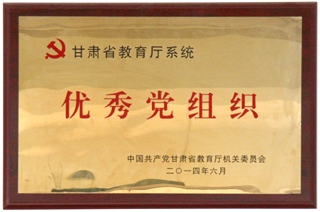 甘肃省教育厅系统
优秀党组织
中国共产党甘肃省教育厅机关委员会
二〇一四年六月